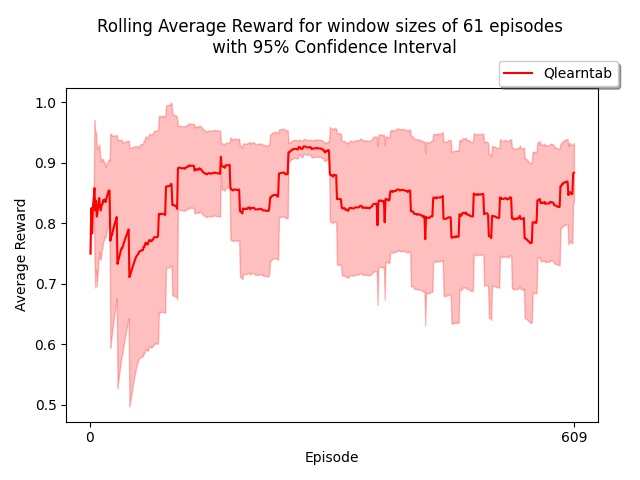 Rolling Average Reward for window sizes of 61 episodes
with 95% Confidence Interval
Qlearntab
1.0
0.9
0.8
0.7
0.6
0.5
Average Reward
0
609
Episode